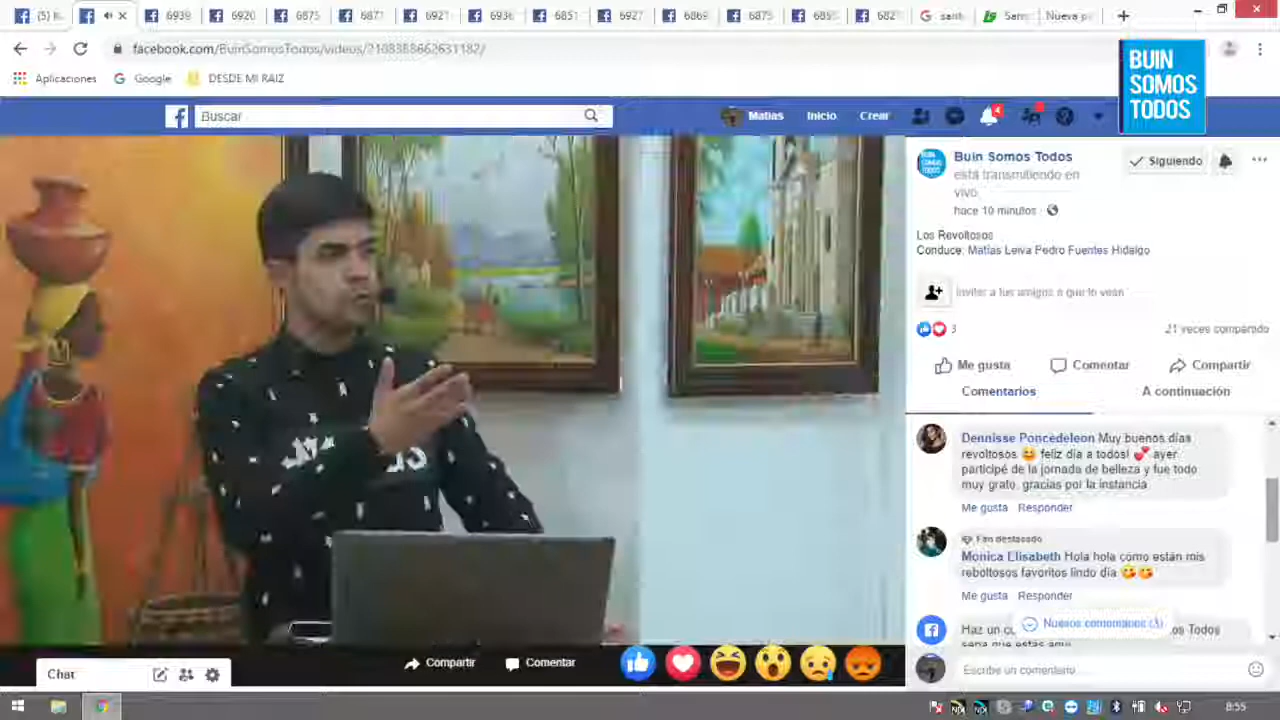 facebook.com/BuinSomosTodos/videos/2108388662631182/
Aplicaciones
Google
DESDE MI RAIZ
BUIN
SOMOS
TODOS
Buscar
Matías
Inicio
Crear
Buin Somos Todos
está transmitiendo en
vivo.
hace 10 minutos
Siguiendo
Los Revoltosos
Conduce: Matías Leiva Pedro Fuentes Hidalgo
Invitar a tus amigos a que lo vean
3
21 veces compartido
Me gusta
Comentar
Compartir
Comentarios
A continuación
Dennisse Poncedeleon Muy buenos días
revoltosos 😆 feliz día a todos! 💕 ayer
participé de la jornada de belleza y fue todo
muy grato, gracias por la instancia
Me gusta Responder
Fan destacado
Monica Elisabeth Hola hola como están mis
reboltosos favoritos lindo día 😋😋
Me gusta Responder
Nuevos comentarios
Escribe un comentario...
Compartir
Comentar
Chat
8:55